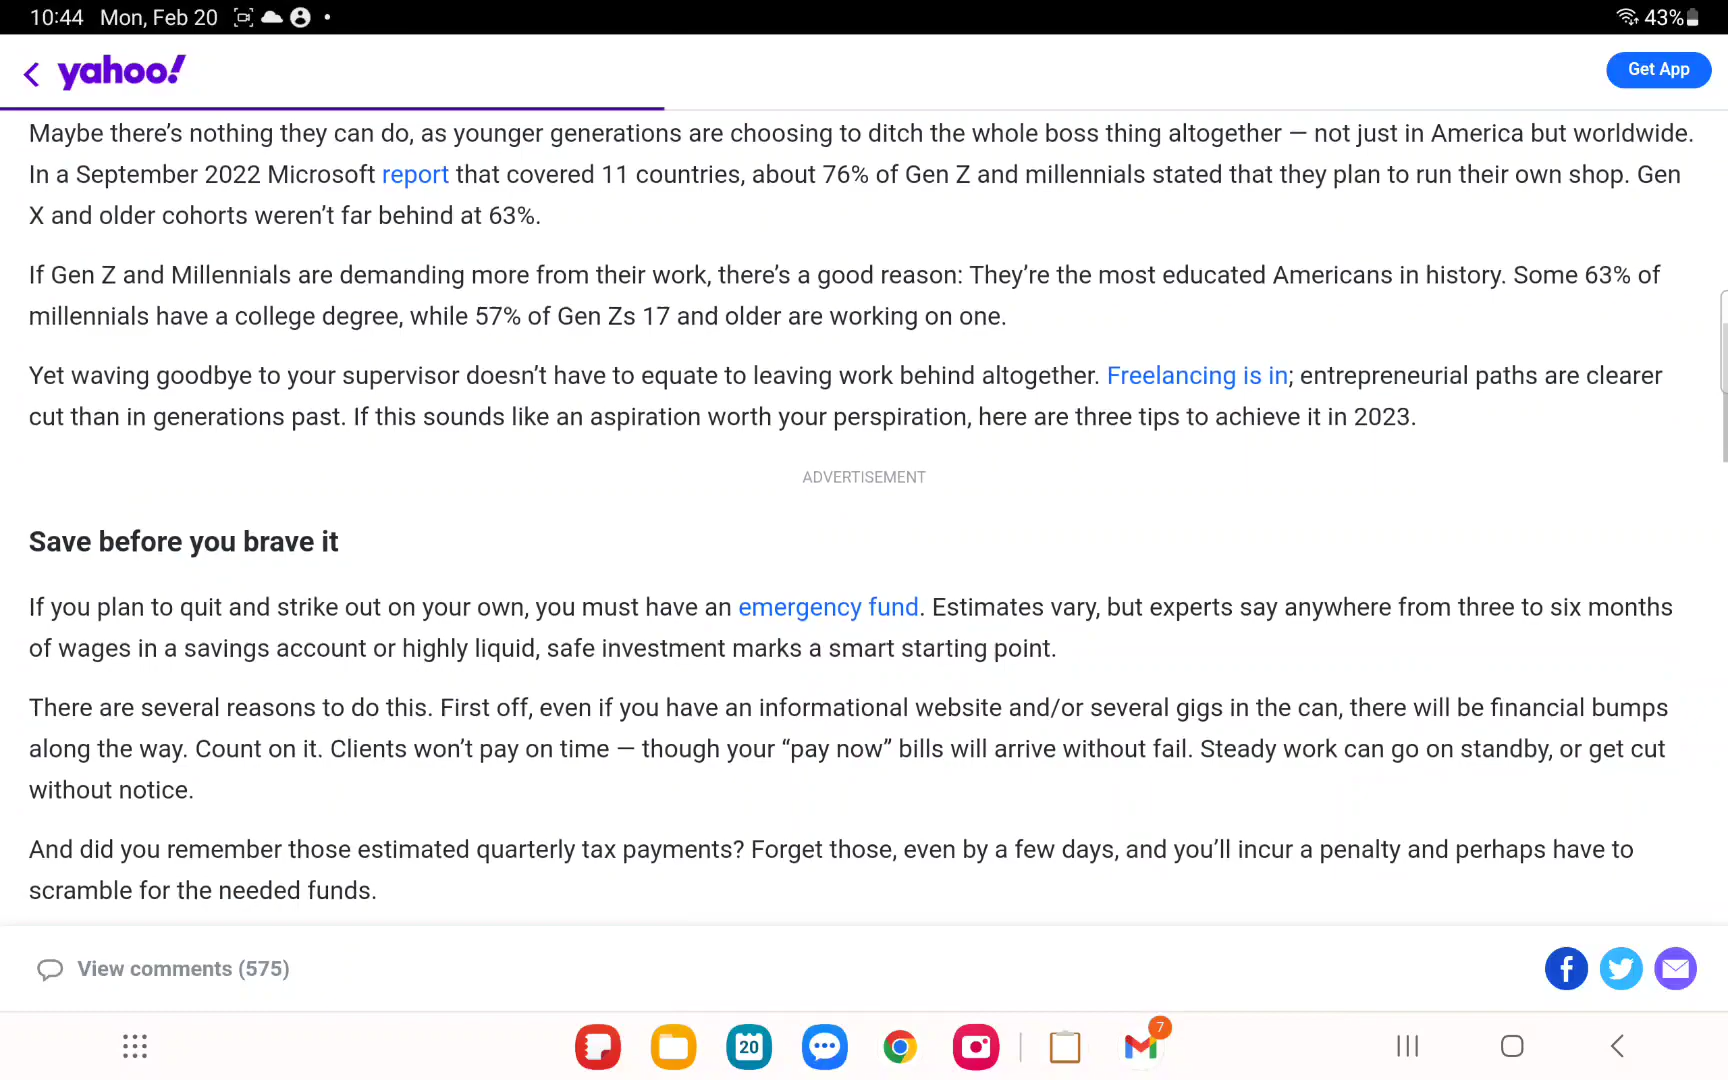 10:44 Mon, Feb 20
43%
yahoo!
Get App
Maybe there’s nothing they can do, as younger generations are choosing to ditch the whole boss thing altogether — not just in America but worldwide.
In a September 2022 Microsoft report that covered 11 countries, about 76% of Gen Z and millennials stated that they plan to run their own shop. Gen
X and older cohorts weren’t far behind at 63%.
If Gen Z and Millennials are demanding more from their work, there’s a good reason: They’re the most educated Americans in history. Some 63% of
millennials have a college degree, while 57% of Gen Zs 17 and older are working on one.
Yet waving goodbye to your supervisor doesn’t have to equate to leaving work behind altogether. Freelancing is in; entrepreneurial paths are clearer
cut than in generations past. If this sounds like an aspiration worth your perspiration, here are three tips to achieve it in 2023.
ADVERTISEMENT
Save before you brave it
If you plan to quit and strike out on your own, you must have an emergency fund. Estimates vary, but experts say anywhere from three to six months
of wages in a savings account or highly liquid, safe investment marks a smart starting point.
There are several reasons to do this. First off, even if you have an informational website and/or several gigs in the can, there will be financial bumps
along the way. Count on it. Clients won’t pay on time — though your “pay now” bills will arrive without fail. Steady work can go on standby, or get cut
without notice.
And did you remember those estimated quarterly tax payments? Forget those, even by a few days, and you’ll incur a penalty and perhaps have to
scramble for the needed funds.
View comments (575)
20
7